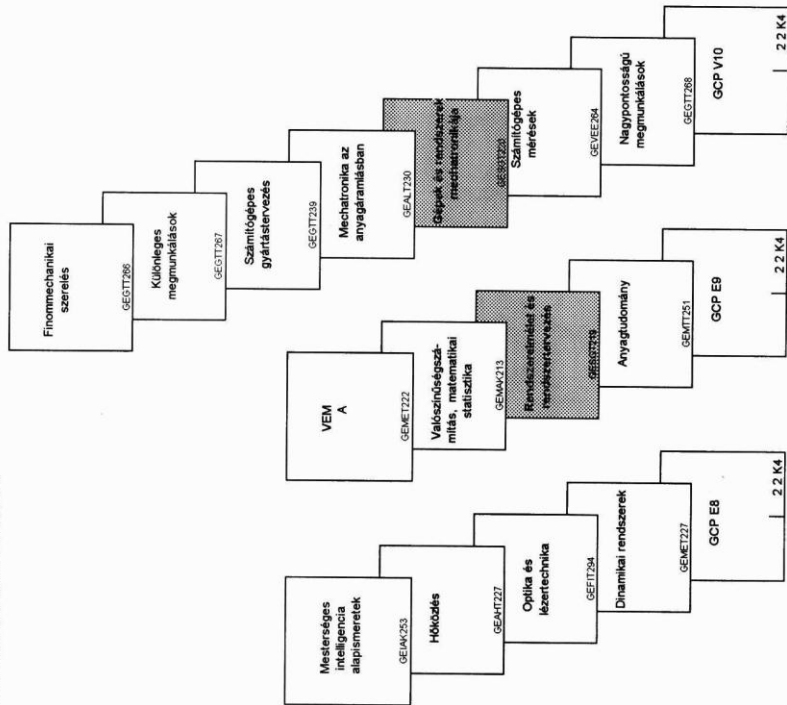 Finommechanikai
szerelés
GEGTT266
Különleges
megmunkálások
GEGTT267
Számítógépes
gyártástervezés
GEGTT239
Mechatronika az
anyagáramlásban
GEALT230
Gépek és rendszerek
mechatronikája
GESGT220
Számítógépes
mérések
GEVEE264
Nagypontosságú
megmunkálások
GEGTT268
GCP V10
2 2 K4
VEM
A
GEMET222
Valószínűségszá-
mítás, matematikai
statisztika
GEMAK213
Rendszerelmélet és
rendszertervezés
GESGT219
Anyagtudomány
GEMTT251
GCP E9
2 2 K4
Mesterséges
intelligencia
alapismeretek
GEIAK253
Hőközlés
GEAHT227
Optika és
lézertechnika
GEFIT294
Dinamikai rendszerek
GEMET227
GCP E8
2 2 K4